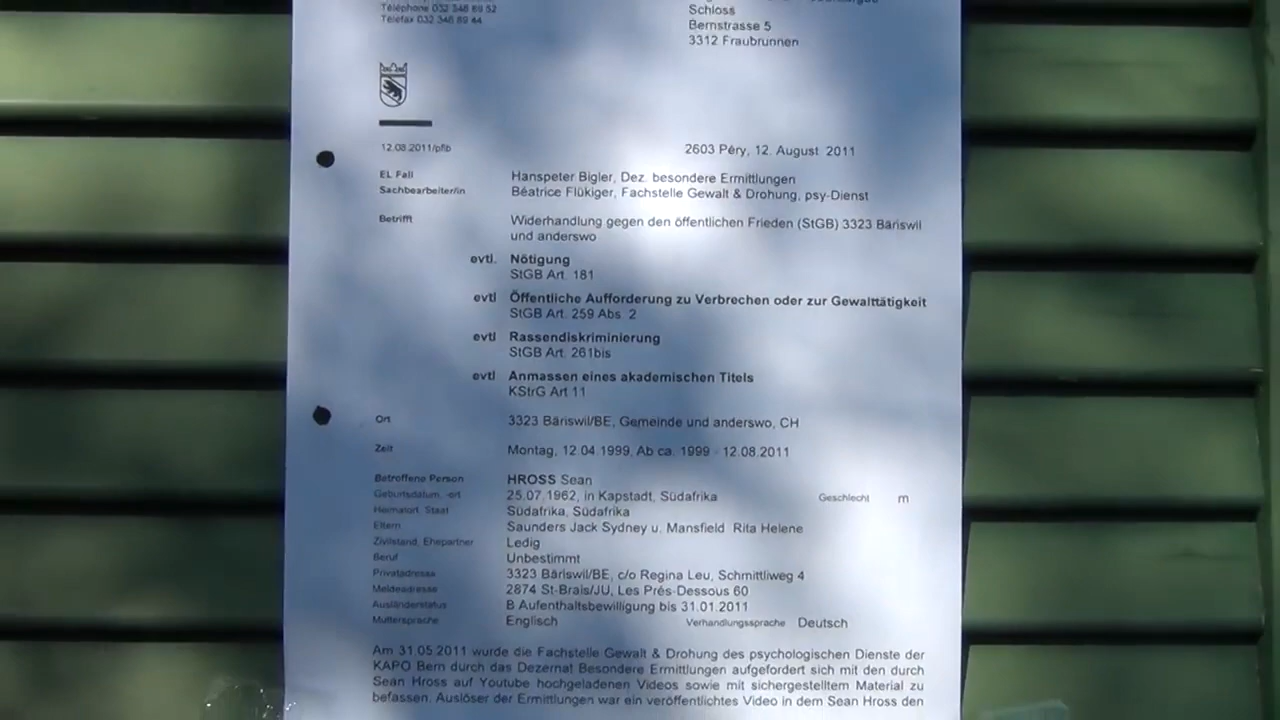 Téléphone 032 346 89 52
Telefax 032 346 89 44
Schloss
Bernstrasse 5
3312 Fraubrunnen
12.08.2011/pfib
2603 Péry, 12. August 2011
EL Fall Hanspeter Bigler, Dez. besondere Ermittlungen
Sachbearbeiter/in Béatrice Flükiger, Fachstelle Gewalt & Drohung, psy-Dienst
Betrifft Widerhandlung gegen den öffentlichen Frieden (StGB) 3323 Bäriswil
und anderswo
evtl. Nötigung
StGB Art. 181
evtl Öffentliche Aufforderung zu Verbrechen oder zur Gewalttätigkeit
StGB Art. 259 Abs. 2
evtl Rassendiskriminierung
StGB Art. 261bis
evtl Anmassen eines akademischen Titels
KStrG Art 11
Ort 3323 Bäriswil/BE, Gemeinde und anderswo, CH
Zeit Montag, 12.04.1999, Ab ca. 1999 - 12.08.2011
Betroffene Person HROSS Sean
Geburtsdatum, -ort 25.07.1962, in Kapstadt, Südafrika Geschlecht m
Heimatort, Staat Südafrika, Südafrika
Eltern Saunders Jack Sydney u. Mansfield Rita Helene
Zivilstand, Ehepartner Ledig
Beruf Unbestimmt
Privatadresse 3323 Bäriswil/BE, c/o Regina Leu, Schmittliweg 4
Meldeadresse 2874 St-Brais/JU, Les Prés-Dessous 60
Ausländerstatus B Aufenthaltsbewilligung bis 31.01.2011
Muttersprache Englisch Verhandlungssprache Deutsch
Am 31.05.2011 wurde die Fachstelle Gewalt & Drohung des psychologischen Dienste der
KAPO Bern durch das Dezernat Besondere Ermittlungen aufgefordert sich mit den durch
Sean Hross auf Youtube hochgeladenen Videos sowie mit sichergestelltem Material zu
befassen. Auslöser der Ermittlungen war ein veröffentlichtes Video in dem Sean Hross den